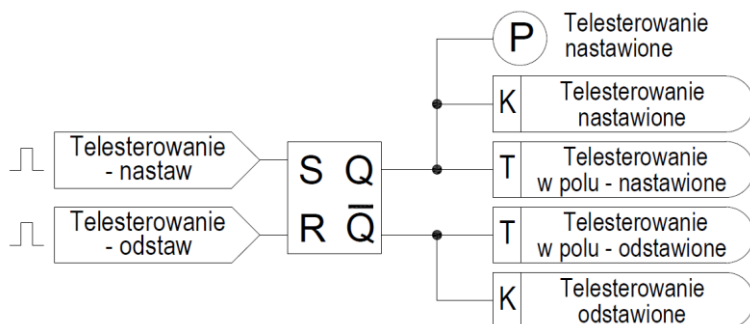 P
Telesterowanie
nastawione
K
Telesterowanie
nastawione
Telesterowanie
- nastaw
S Q
T
Telesterowanie
w polu - nastawione
Telesterowanie
- odstaw
R Q̅
T
Telesterowanie
w polu - odstawione
K
Telesterowanie
odstawione